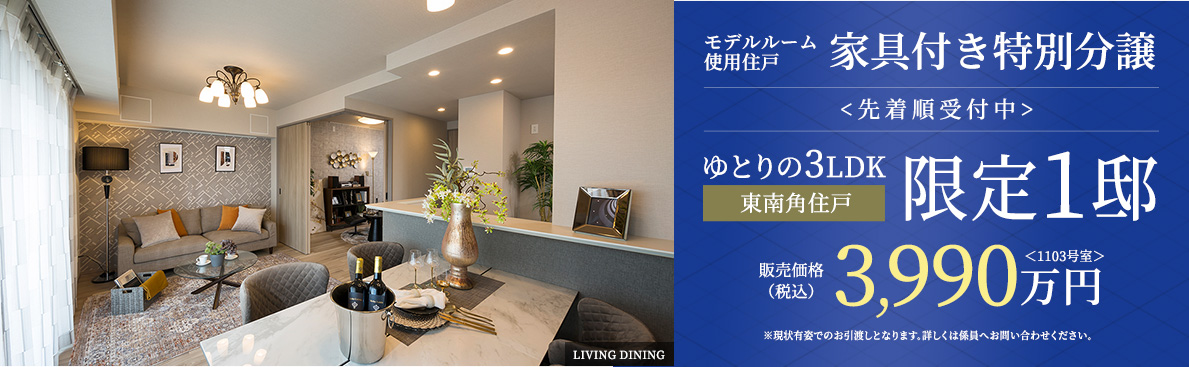 LIVING DINING
モデルルーム
使用住戸
家具付き特別分譲
<先着順受付中>
ゆとりの3LDK
東南角住戸
限定1邸
販売価格
（税込）
3,990万円
<1103号室>
※現状有姿でのお引渡しとなります。詳しくは係員へお問い合わせください。